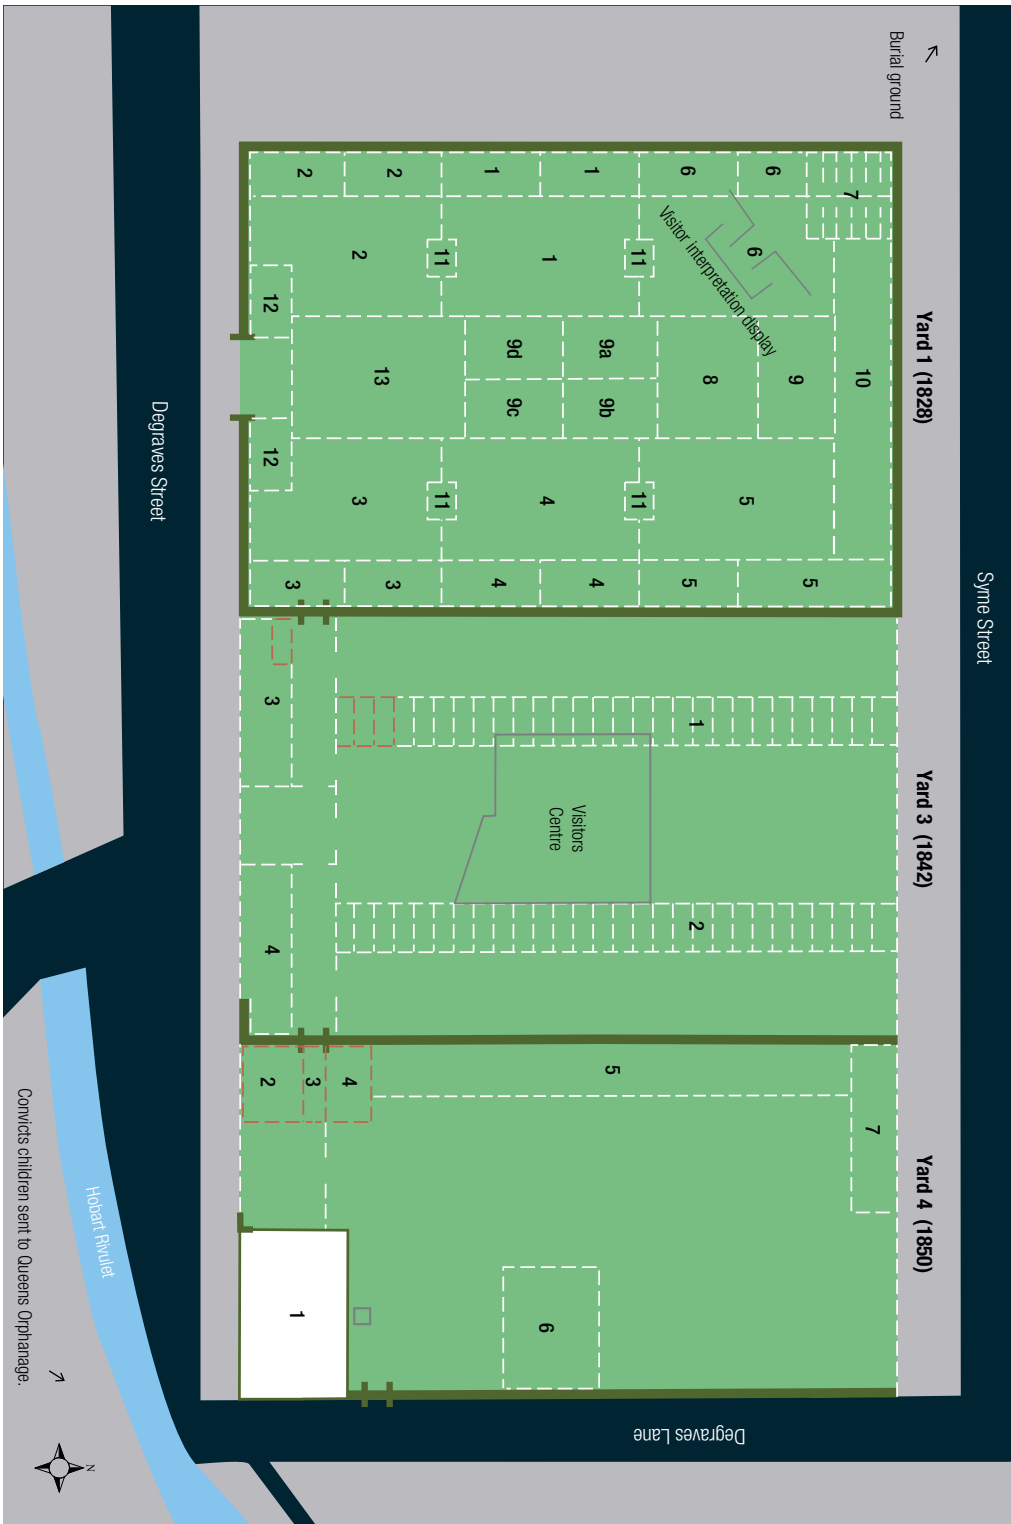 Syme Street
Burial ground
Yard 1 (1828)
Yard 3 (1842)
Yard 4 (1850)
7
10
6
6
9
5
5
Visitor interpretation display
8
6
5
11
11
1
1
9a
9b
4
4
1
9d
9c
4
11
11
2
2
13
3
3
2
3
12
12
1
Visitors
Centre
2
3
4
7
5
6
4
3
2
1
Degraves Lane
Degraves Street
Hobart Rivulet
Convicts children sent to Queens Orphanage.
N